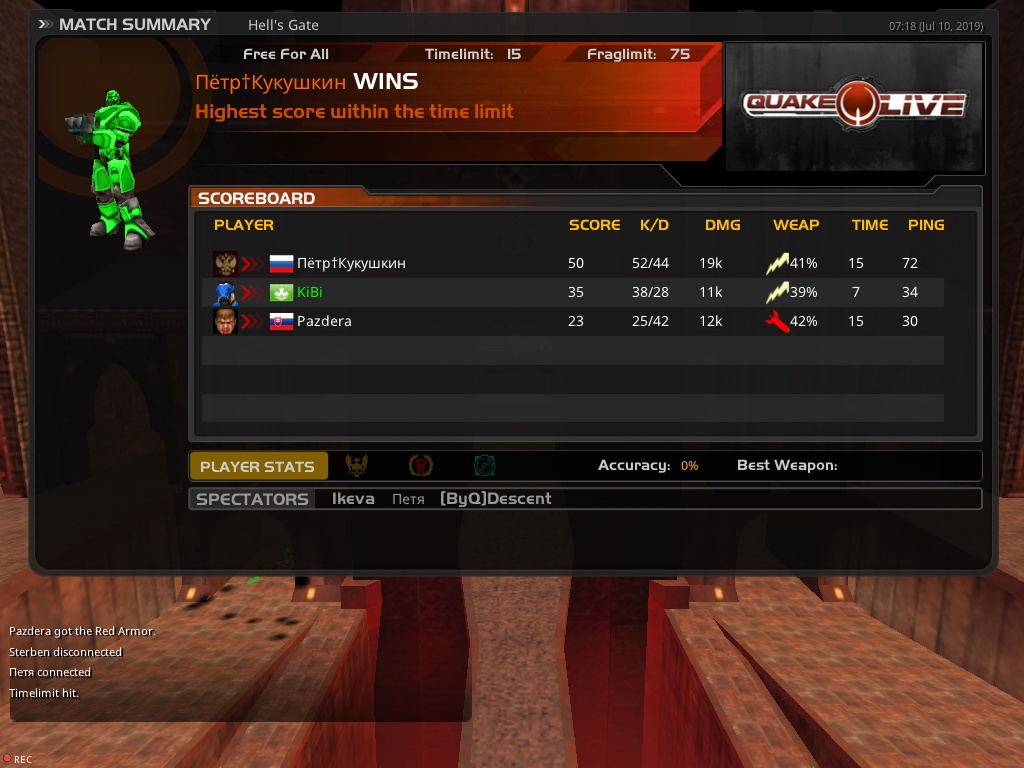 MATCH SUMMARY Hell's Gate 07:18 (Jul 10, 2019)
Free For All Timelimit: 15 Fraglimit: 75
Пётр†Кукушкин WINS
Highest score within the time limit
QUAKE LIVE
SCOREBOARD
PLAYER SCORE K/D DMG WEAP TIME PING
Пётр†Кукушкин 50 52/44 19k 41% 15 72
KiBi 35 38/28 11k 39% 7 34
Pazdera 23 25/42 12k 42% 15 30
PLAYER STATS Accuracy: 0% Best Weapon:
SPECTATORS Ikeva Петя [ByQ]Descent
Pazdera got the Red Armor.
Sterben disconnected
Петя connected
Timelimit hit.
REC